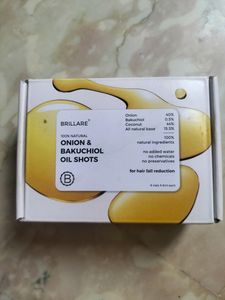 BRILLARE
100% NATURAL
ONION &
BAKUCHIOL
OIL SHOTS
B
Onion 40%
Bakuchiol 0.5%
Coconut 44%
All natural base 15.5%
100%
natural ingredients
no added water
no chemicals
no preservatives
for hair fall reduction